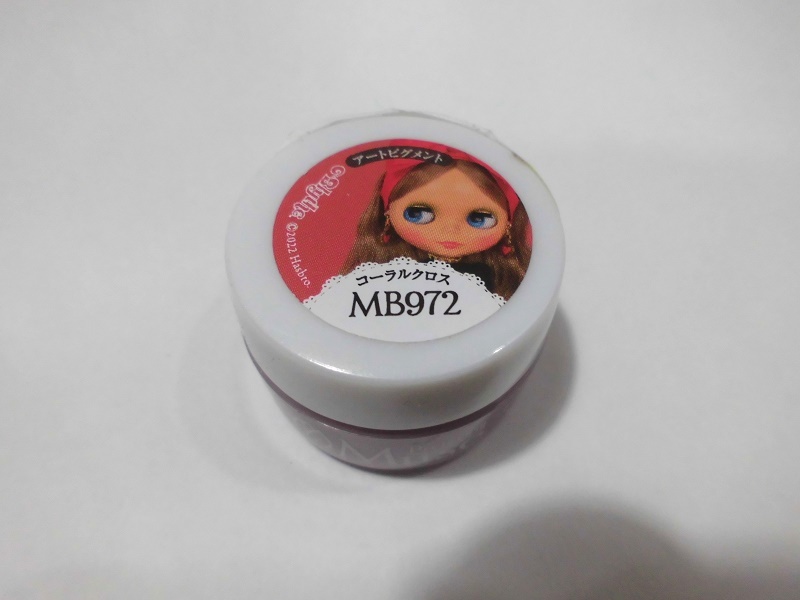 アートピグメント
Blythe
©2022 Hasbro.
コーラルクロス
MB972